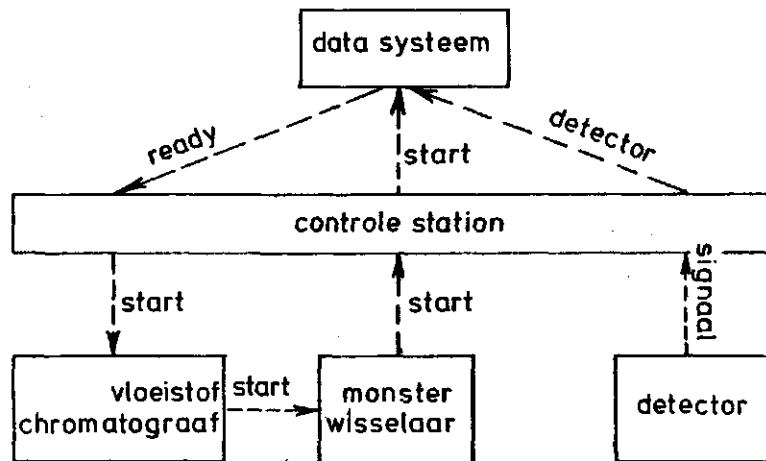 data systeem
ready
start
detector
controle station
start
start
signaal
vloeistof
chromatograaf
start
monster
wisselaar
detector